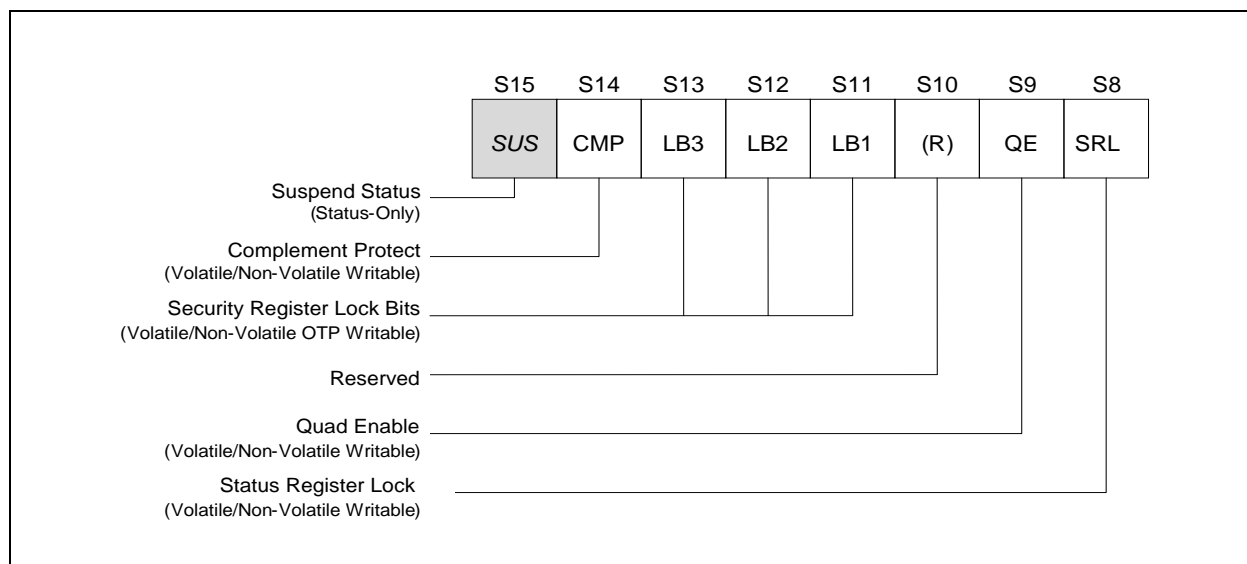 S15 S14 S13 S12 S11 S10 S9 S8
SUS CMP LB3 LB2 LB1 (R) QE SRL
Suspend Status
(Status-Only)
Complement Protect
(Volatile/Non-Volatile Writable)
Security Register Lock Bits
(Volatile/Non-Volatile OTP Writable)
Reserved
Quad Enable
(Volatile/Non-Volatile Writable)
Status Register Lock
(Volatile/Non-Volatile Writable)